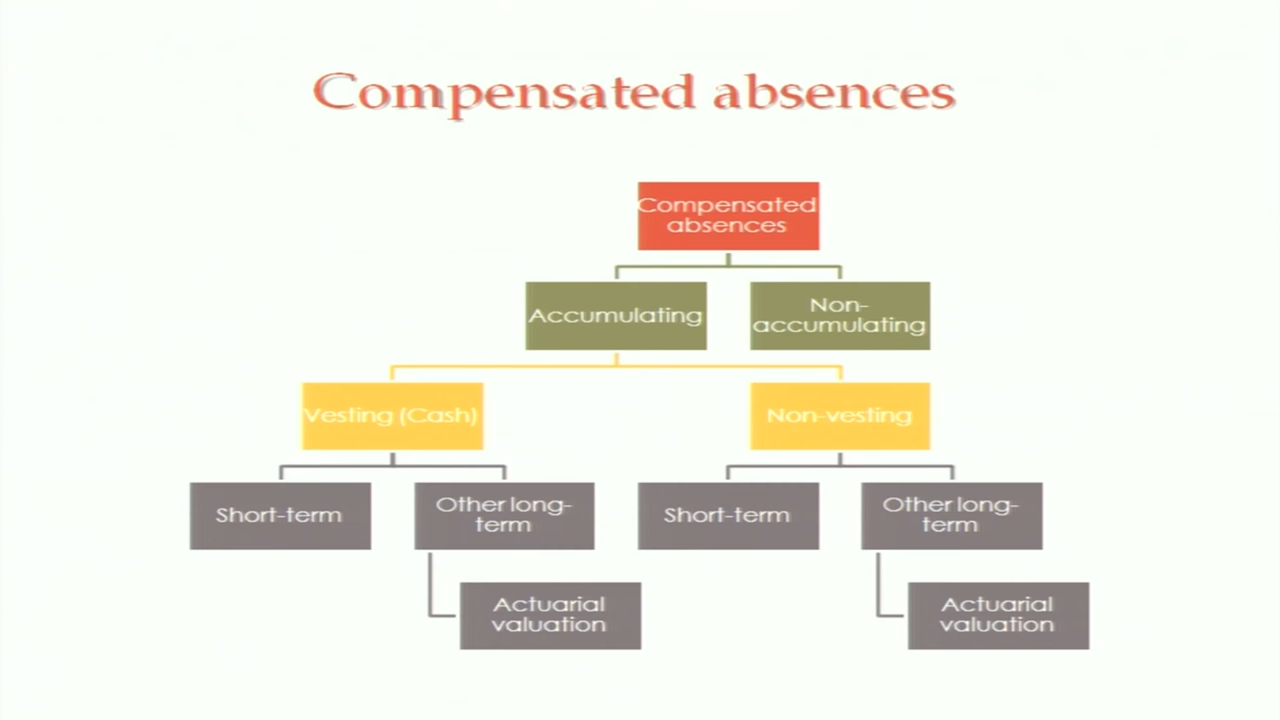 Compensated absences
Compensated
absences
Accumulating
Non-
accumulating
Vesting (Cash)
Non-vesting
Short-term
Other long-
term
Short-term
Other long-
term
Actuarial
valuation
Actuarial
valuation